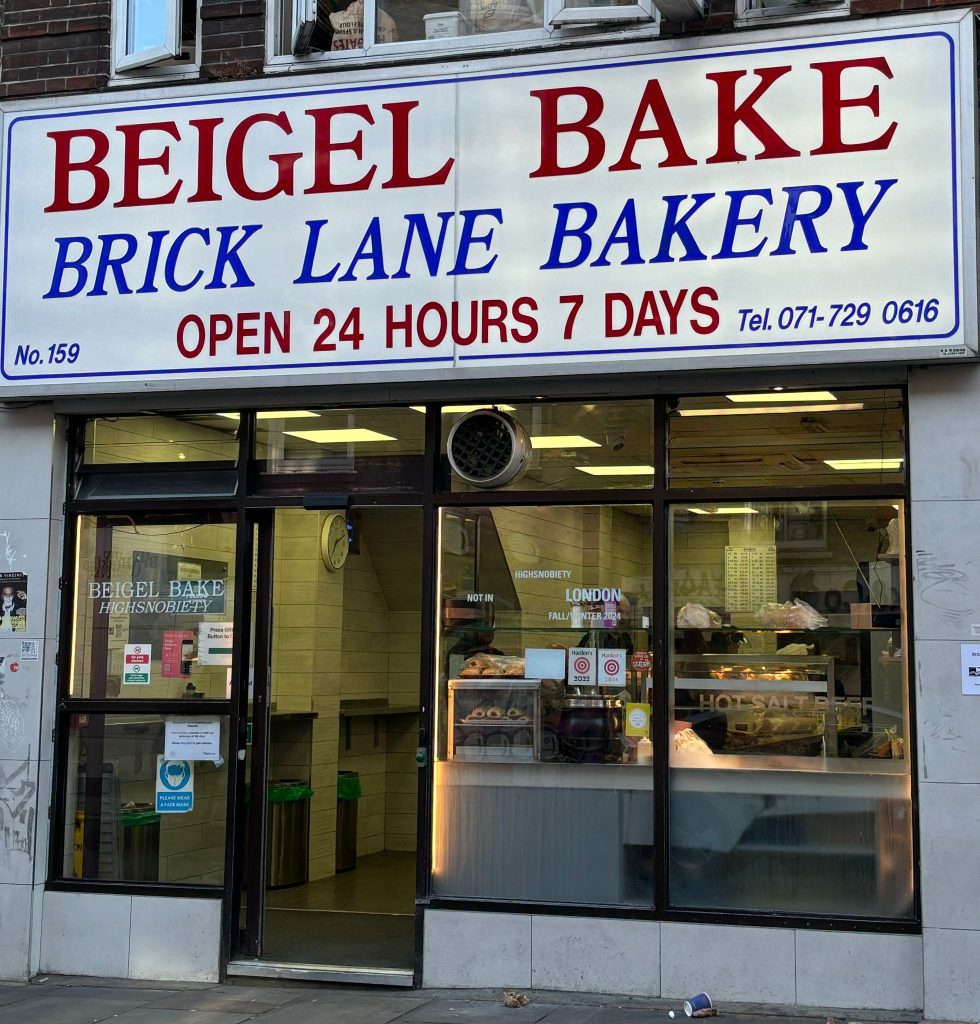 BEIGEL BAKE
BRICK LANE BAKERY
OPEN 24 HOURS 7 DAYS
Tel. 071-729 0616
No. 159
BEIGEL BAKE
HIGHSNOBIETY
HIGHSNOBIETY
NOT IN
LONDON
FALL/WINTER 2024
Harden's
2022
Harden's
2024
HOT SALT BEEF
PLEASE WEAR
A FACE MASK